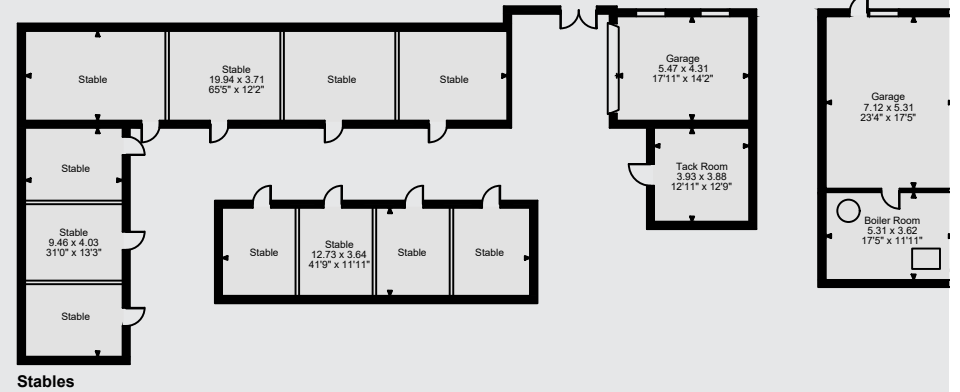 Stable
Stable
19.94 x 3.71
65'5" x 12'2"
Stable
Stable
Garage
5.47 x 4.31
17'11" x 14'2"
Garage
7.12 x 5.31
23'4" x 17'5"
Stable
Tack Room
3.93 x 3.88
12'11" x 12'9"
Stable
9.46 x 4.03
31'0" x 13'3"
Stable
Stable
12.73 x 3.64
41'9" x 11'11"
Stable
Stable
Boiler Room
5.31 x 3.62
17'5" x 11'11"
Stable
Stables